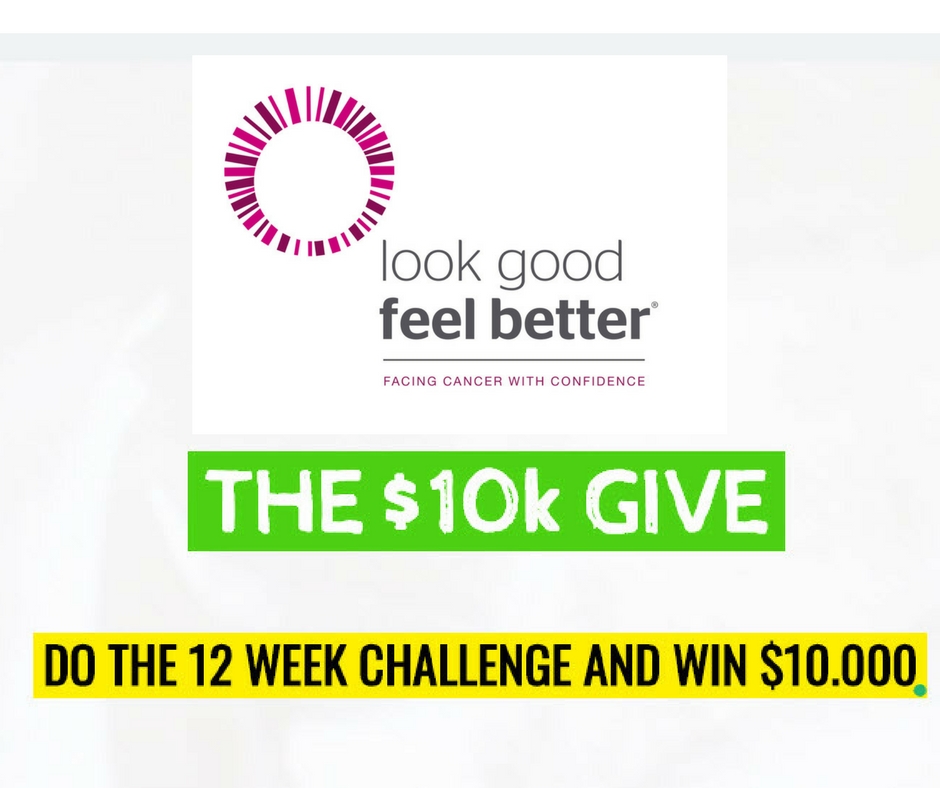 look good
feel better®
FACING CANCER WITH CONFIDENCE
THE $10k GIVE
DO THE 12 WEEK CHALLENGE AND WIN $10.000